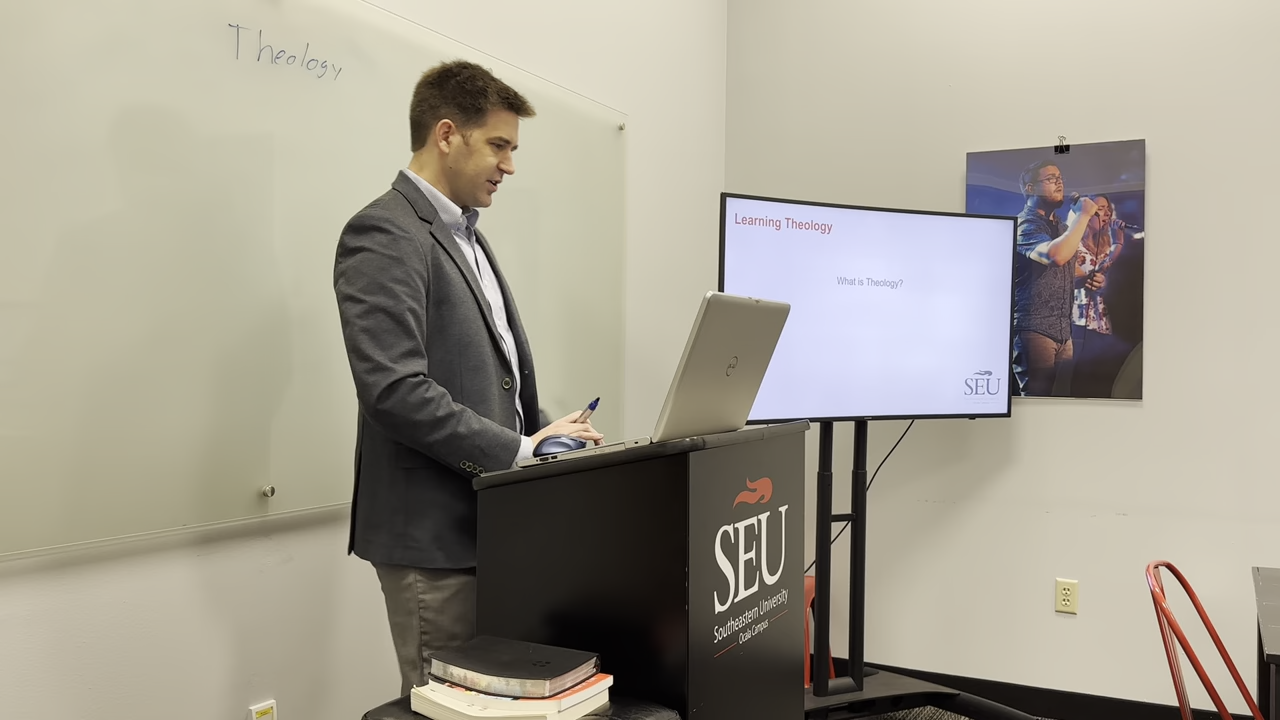 Theology
Learning Theology
What is Theology?
SEU
SEU
Southeastern University
Ocala Campus